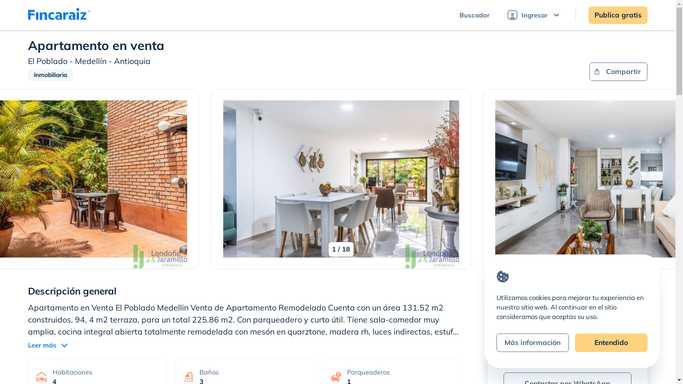 Fincaraiz
Buscador
Ingresar
Publica gratis
Apartamento en venta
El Poblado - Medellín - Antioquia
Inmobiliaria
Compartir
1 / 18
Londoño
& Jaramillo
Londoño
& Jaramillo
Descripción general
Apartamento en Venta El Poblado Medellin Venta de Apartamento Remodelado Cuenta con un área 131.52 m2
construidos, 94, 4 m2 terraza, para un total 225.86 m2. Con parqueadero y curto útil. Tiene sala-comedor muy
amplia, cocina integral abierta totalmente remodelada con mesón en quarztone, madera rh, luces indirectas, estuf...
Leer más
Habitaciones
4
Baños
3
Parqueaderos
1
Utilizamos cookies para mejorar tu experiencia en
nuestro sitio web. Al continuar en el sitio
consideramos que aceptas su uso.
Más información
Entendido
Contactar por WhatsApp